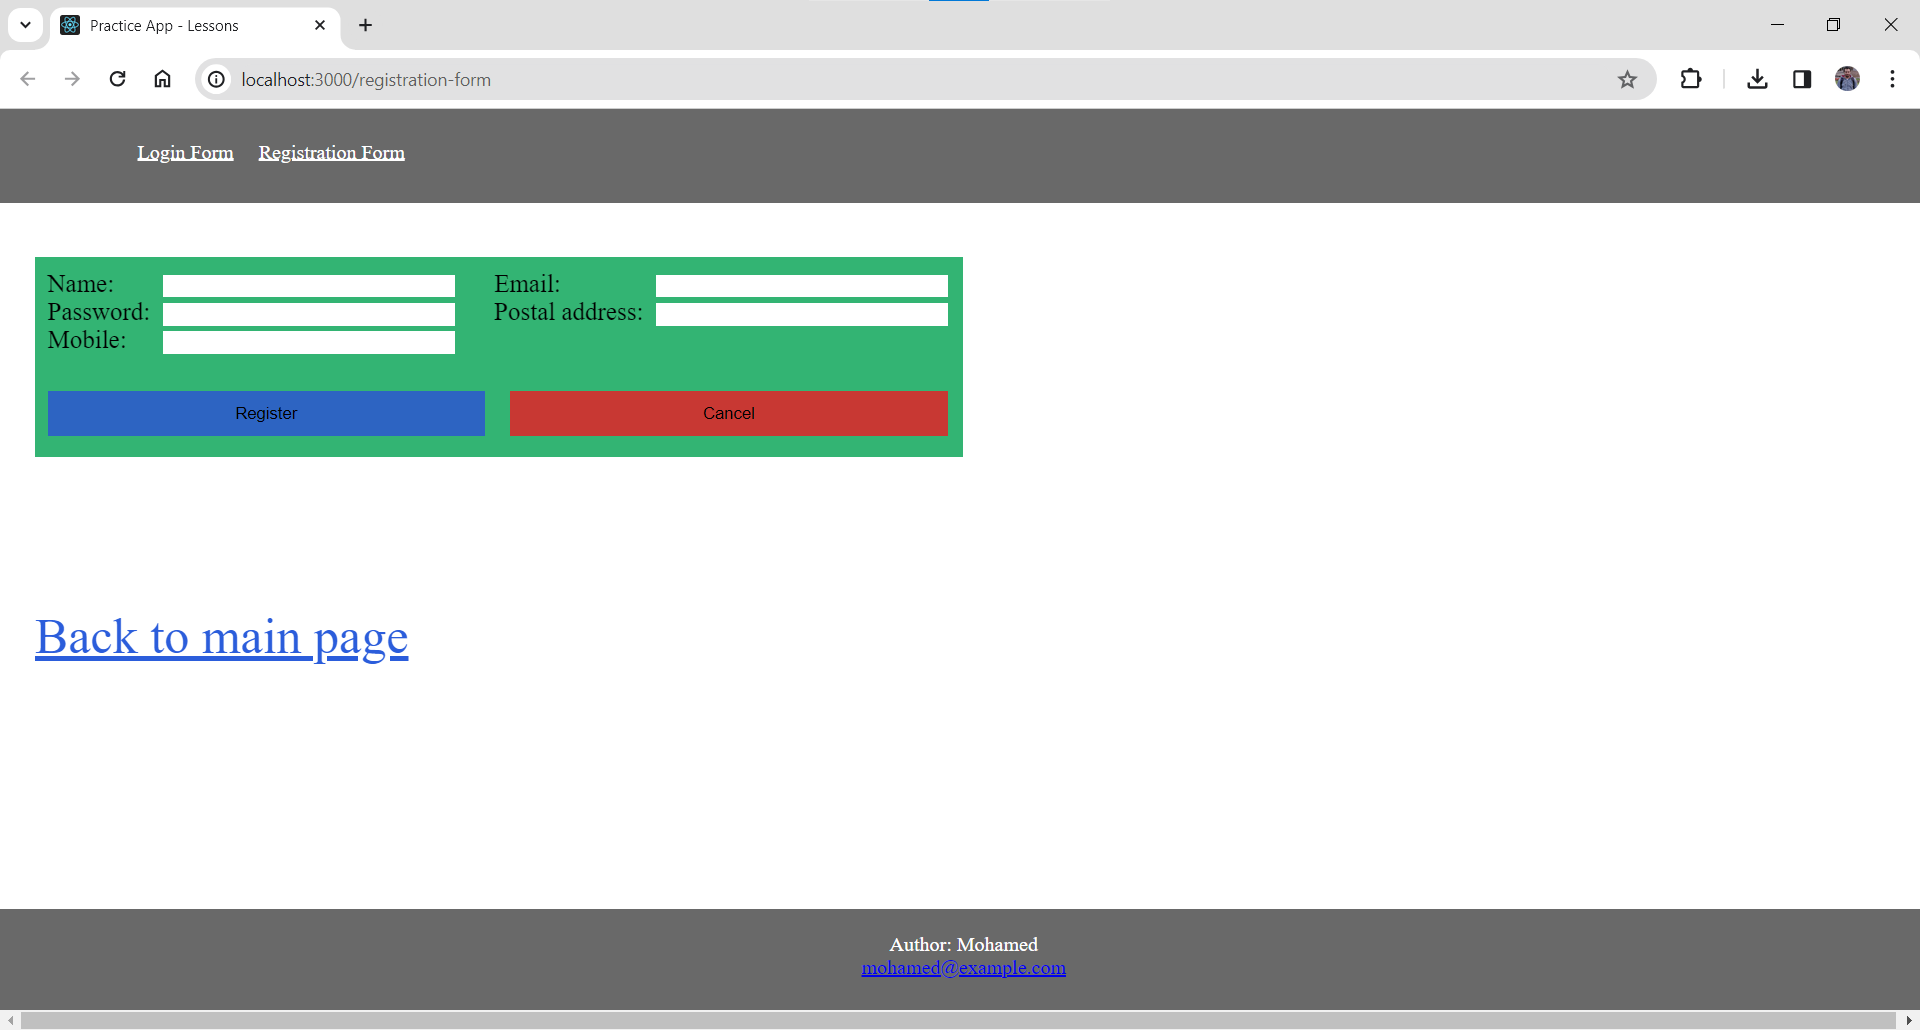 Practice App - Lessons
localhost:3000/registration-form
Login Form Registration Form
Name: Email:
Password: Postal address:
Mobile:
Register Cancel
Back to main page
Author: Mohamed
mohamed@example.com